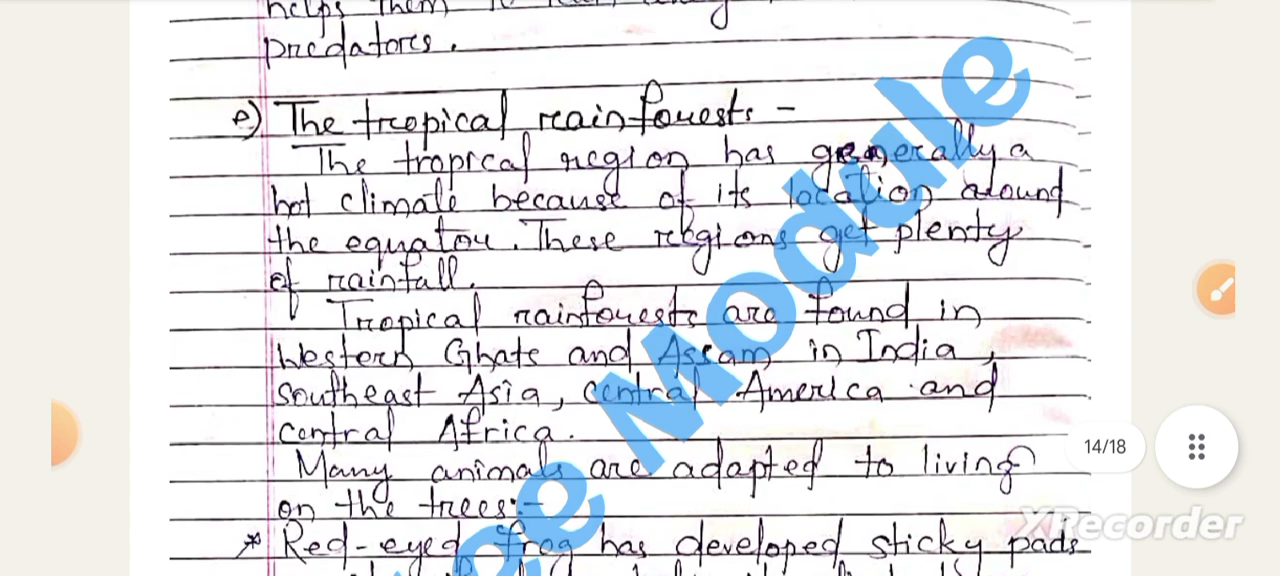 helps them to
predators.
e) The tropical rainforests -
The tropical region has generally a
hot climate because of its location around
the equator. These regions get plenty
of rainfall.
Tropical rainforests are found in
Western Ghats and Assam in India,
southeast Asia, central America and
central Africa.
Many animals are adapted to living
on the trees:-
* Red-eyed frog has developed sticky pads
Module
14/18
XRecorder